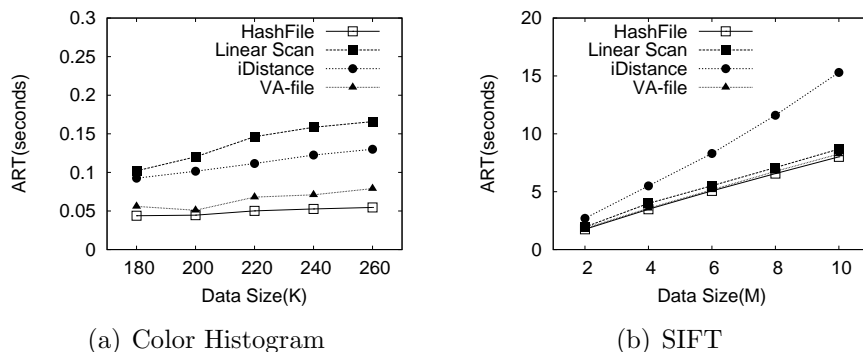 0.3
0.25
0.2
0.15
0.1
0.05
0
ART(seconds)
180 200 220 240 260
Data Size(K)
HashFile
Linear Scan
iDistance
VA-file
(a) Color Histogram
20
15
10
5
0
ART(seconds)
2 4 6 8 10
Data Size(M)
HashFile
Linear Scan
iDistance
VA-file
(b) SIFT